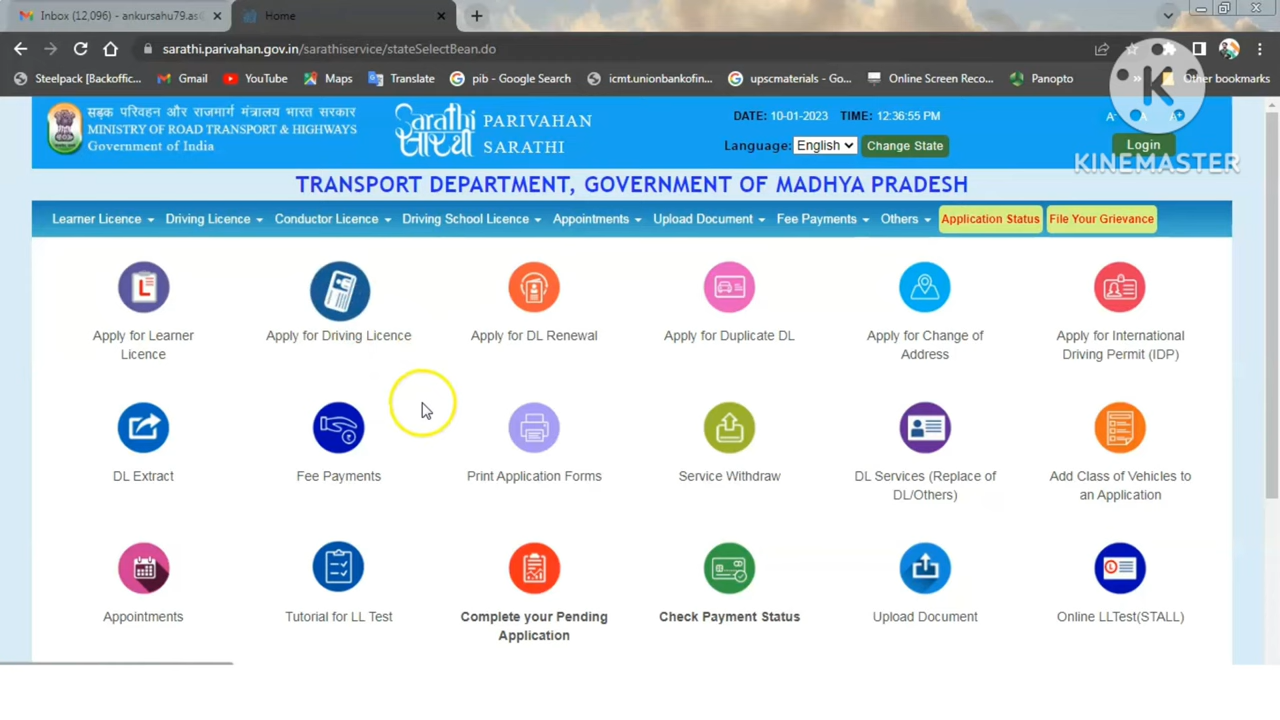 Inbox (12,096) - ankursahu79.as
Home
sarathi.parivahan.gov.in/sarathiservice/stateSelectBean.do
Steelpack [Backoffic...
Gmail
YouTube
Maps
Translate
pib - Google Search
icmt.unionbankofin...
upscmaterials - Go...
Online Screen Reco...
Panopto
»
Other bookmarks
सड़क परिवहन और राजमार्ग मंत्रालय भारत सरकार
MINISTRY OF ROAD TRANSPORT & HIGHWAYS
Government of India
Sarathi
सारथी
PARIVAHAN
SARATHI
DATE: 10-01-2023 TIME: 12:36:55 PM
Language: English Change State
A-
A+
K
Login
KINEMASTER
TRANSPORT DEPARTMENT, GOVERNMENT OF MADHYA PRADESH
Learner Licence Driving Licence Conductor Licence Driving School Licence Appointments Upload Document Fee Payments Others Application Status File Your Grievance
Apply for Learner
Licence
Apply for Driving Licence
Apply for DL Renewal
Apply for Duplicate DL
Apply for Change of
Address
Apply for International
Driving Permit (IDP)
DL Extract
Fee Payments
Print Application Forms
Service Withdraw
DL Services (Replace of
DL/Others)
Add Class of Vehicles to
an Application
Appointments
Tutorial for LL Test
Complete your Pending
Application
Check Payment Status
Upload Document
Online LLTest(STALL)